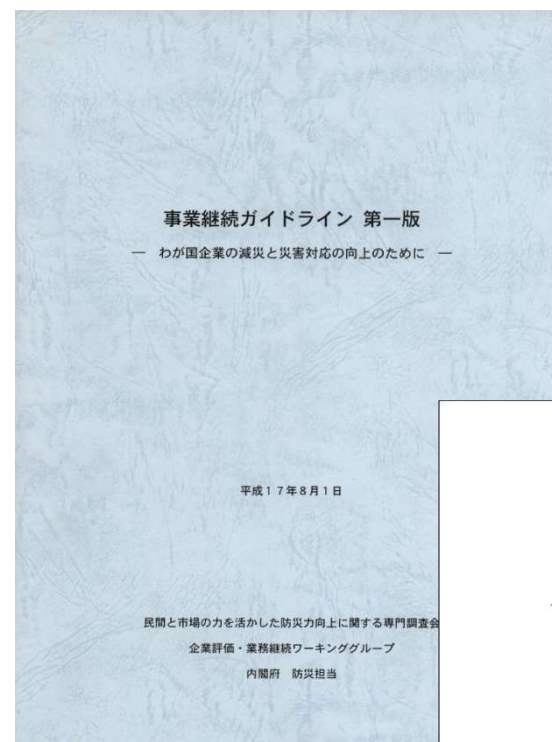 事業継続ガイドライン 第一版
― わが国企業の減災と災害対応の向上のために ―
平成１７年８月１日
民間と市場の力を活かした防災力向上に関する専門調査会
企業評価・業務継続ワーキンググループ
内閣府 防災担当